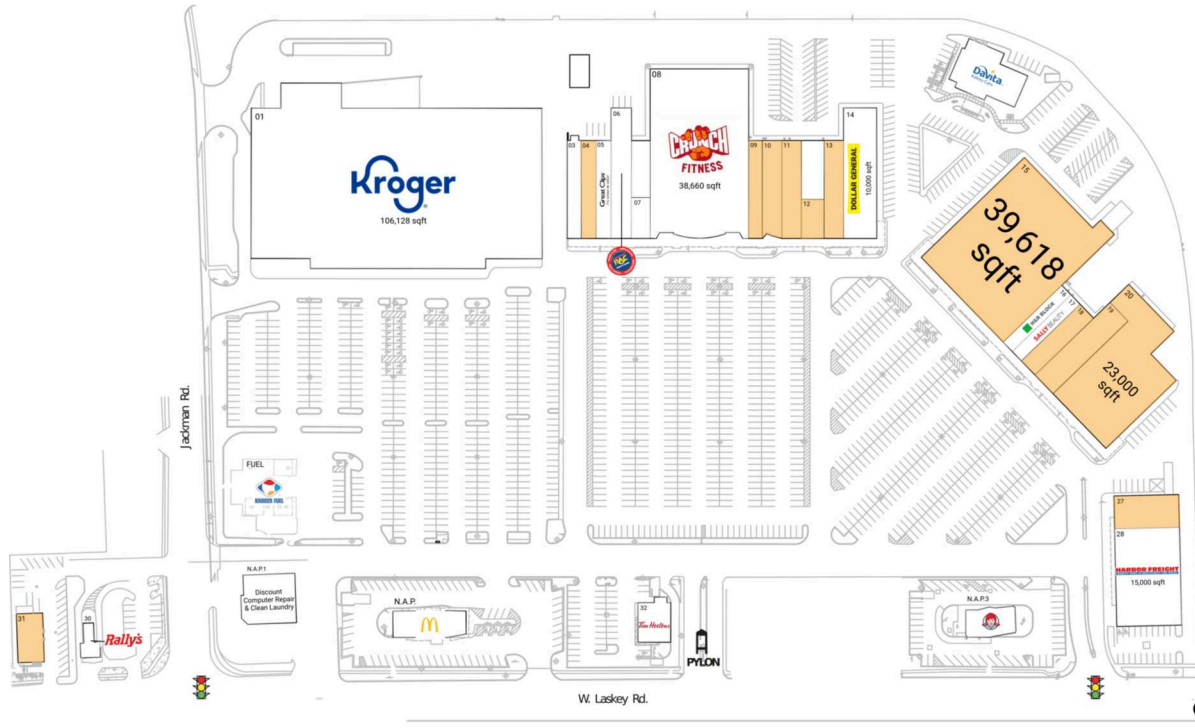 01
Kroger
106,128 sqft
03
04
05
Great Clips
06
RAC
07
08
CRUNCH
FITNESS
38,660 sqft
09
10
11
12
13
14
DOLLAR GENERAL
10,000 sqft
DaVita
15
39,618
sqft
H&R BLOCK
17
SALLY BEAUTY
18
19
20
23,000
sqft
Jackman Rd.
FUEL
KROGER FUEL
27
28
HARBOR FREIGHT
15,000 sqft
N.A.P.1
Discount
Computer Repair
& Clean Laundry
N.A.P.
32
Tim Hortons
PYLON
N.A.P.3
31
30
Rally's
W. Laskey Rd.